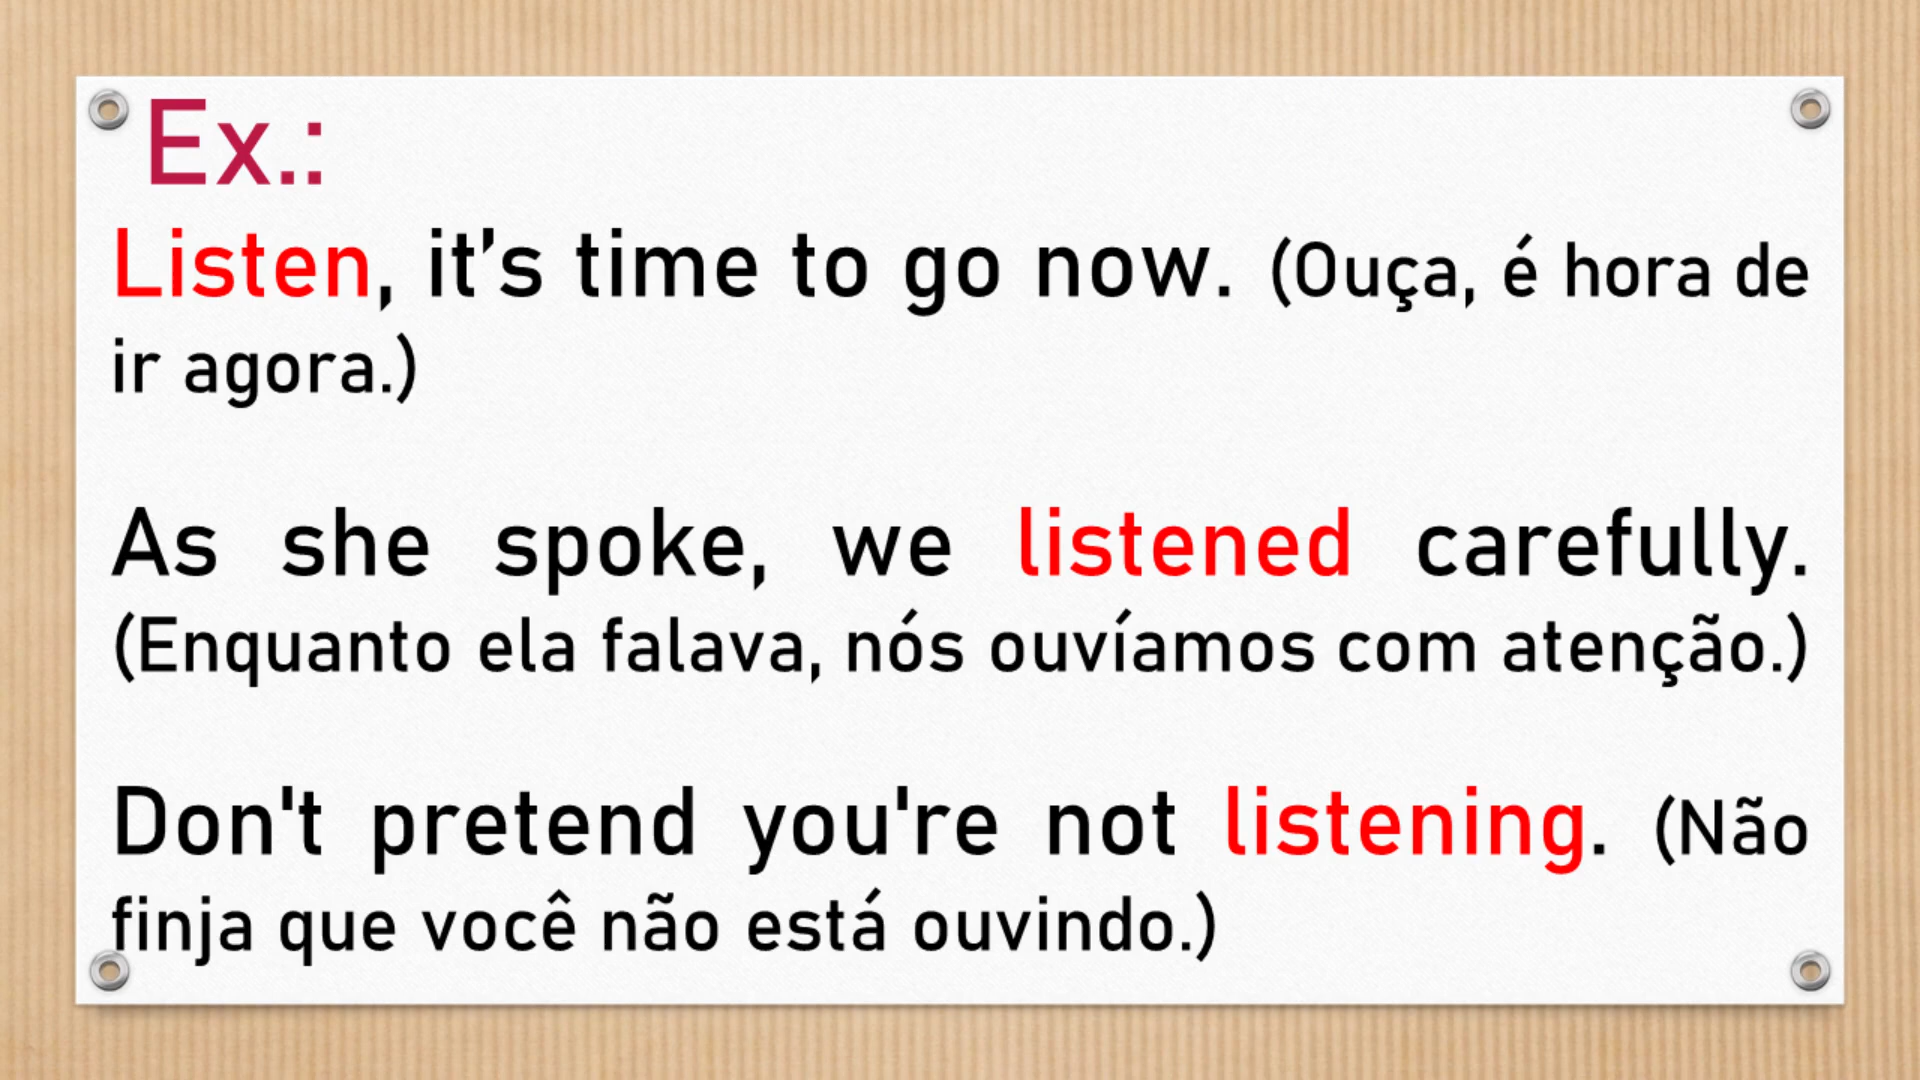 Ex.:
Listen, it’s time to go now. (Ouça, é hora de
ir agora.)
As she spoke, we listened carefully.
(Enquanto ela falava, nós ouvíamos com atenção.)
Don't pretend you're not listening. (Não
finja que você não está ouvindo.)